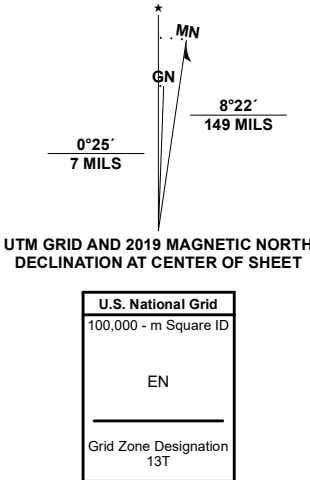 ★
MN
GN
8°22´
149 MILS
0°25´
7 MILS
UTM GRID AND 2019 MAGNETIC NORTH
DECLINATION AT CENTER OF SHEET
U.S. National Grid
100,000 - m Square ID
EN
Grid Zone Designation
13T